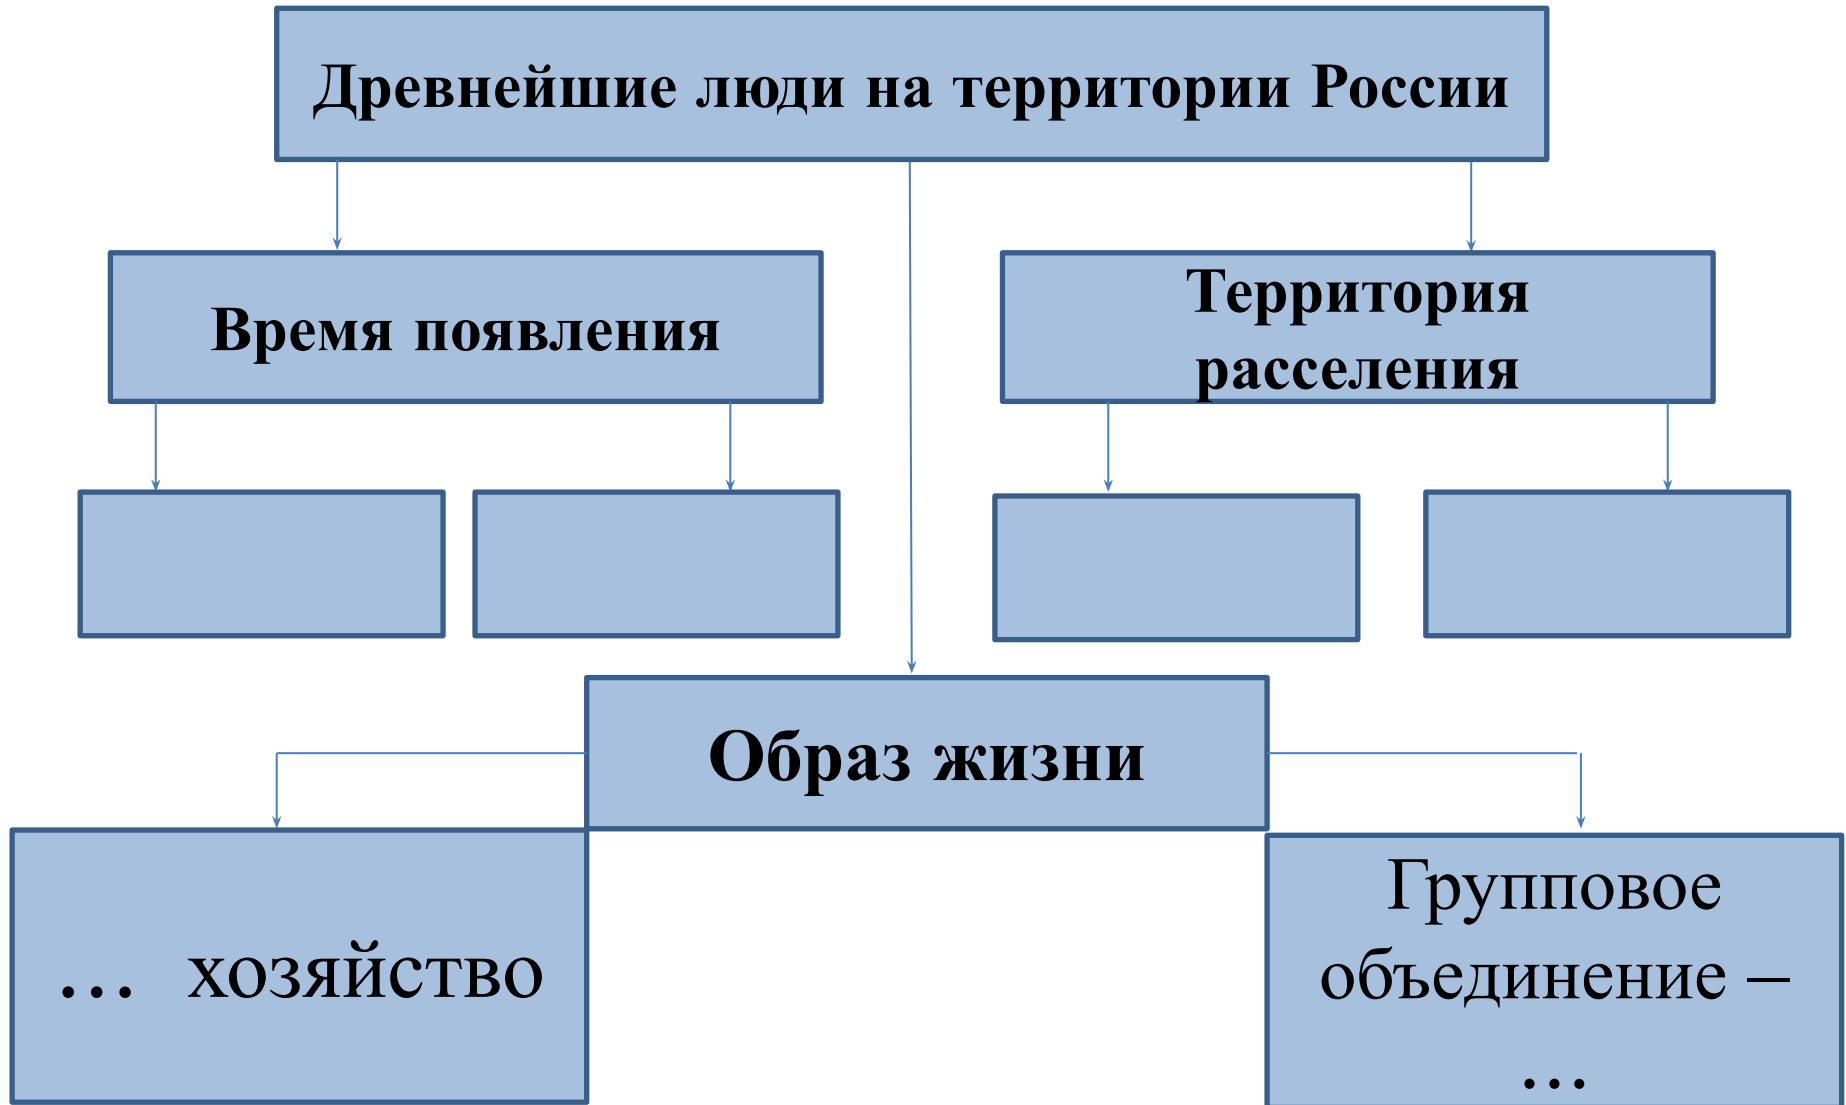 Древнейшие люди на территории России
Время появления
Территория
расселения
Образ жизни
... хозяйство
Групповое
объединение –
...